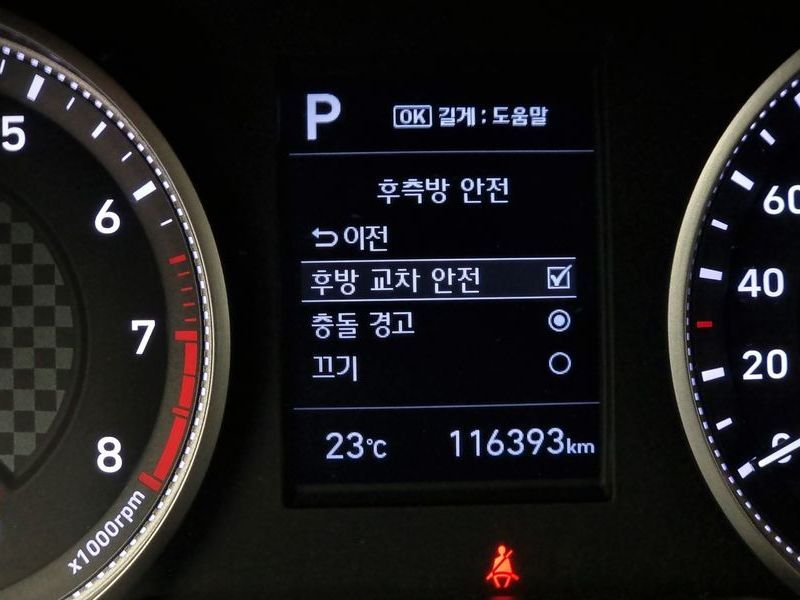 P
OK 길게 : 도움말
후측방 안전
이전
후방 교차 안전
충돌 경고
끄기
23℃ 116393km
5
6
7
8
x1000rpm
60
40
20
0